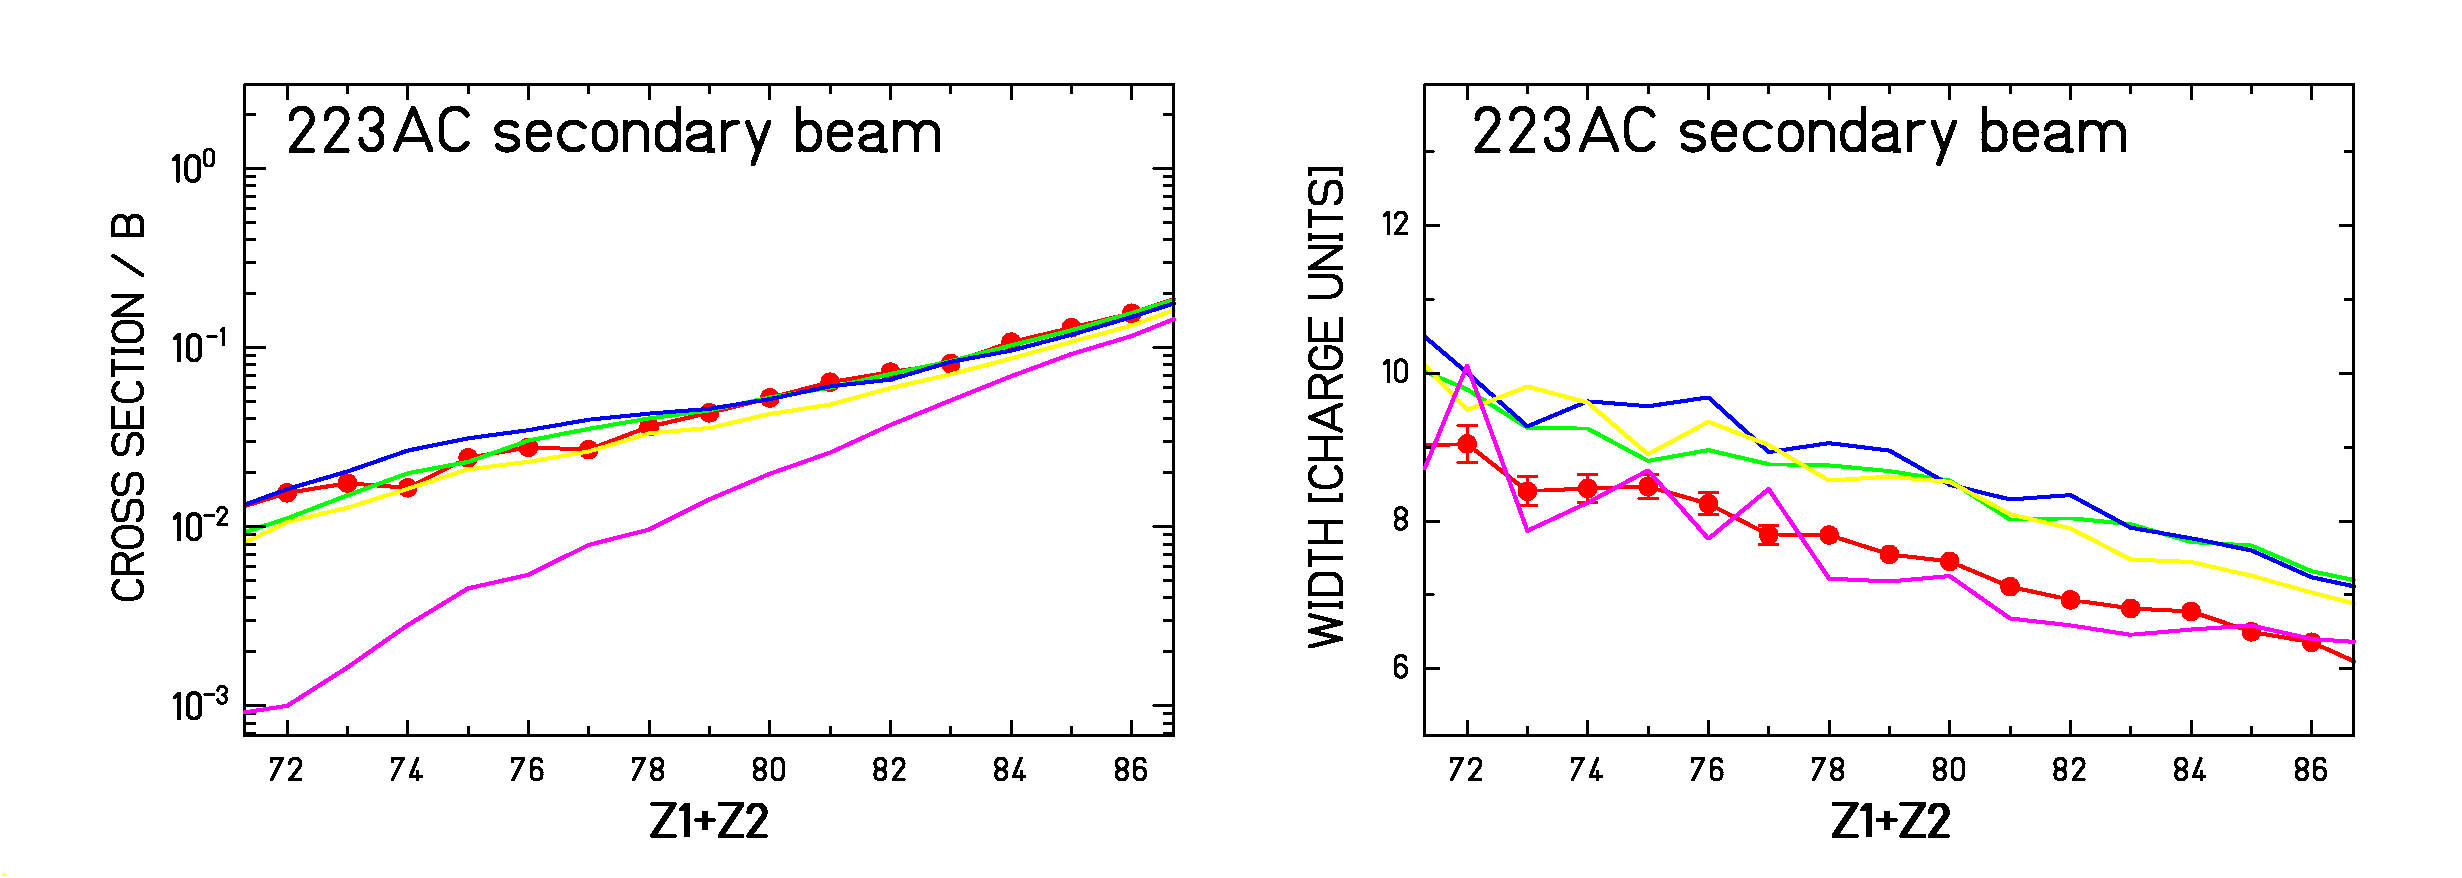 223AC secondary beam
CROSS SECTION / B
10⁰
10⁻¹
10⁻²
10⁻³
72 74 76 78 80 82 84 86
Z1+Z2
223AC secondary beam
WIDTH [CHARGE UNITS]
12
10
8
6
72 74 76 78 80 82 84 86
Z1+Z2